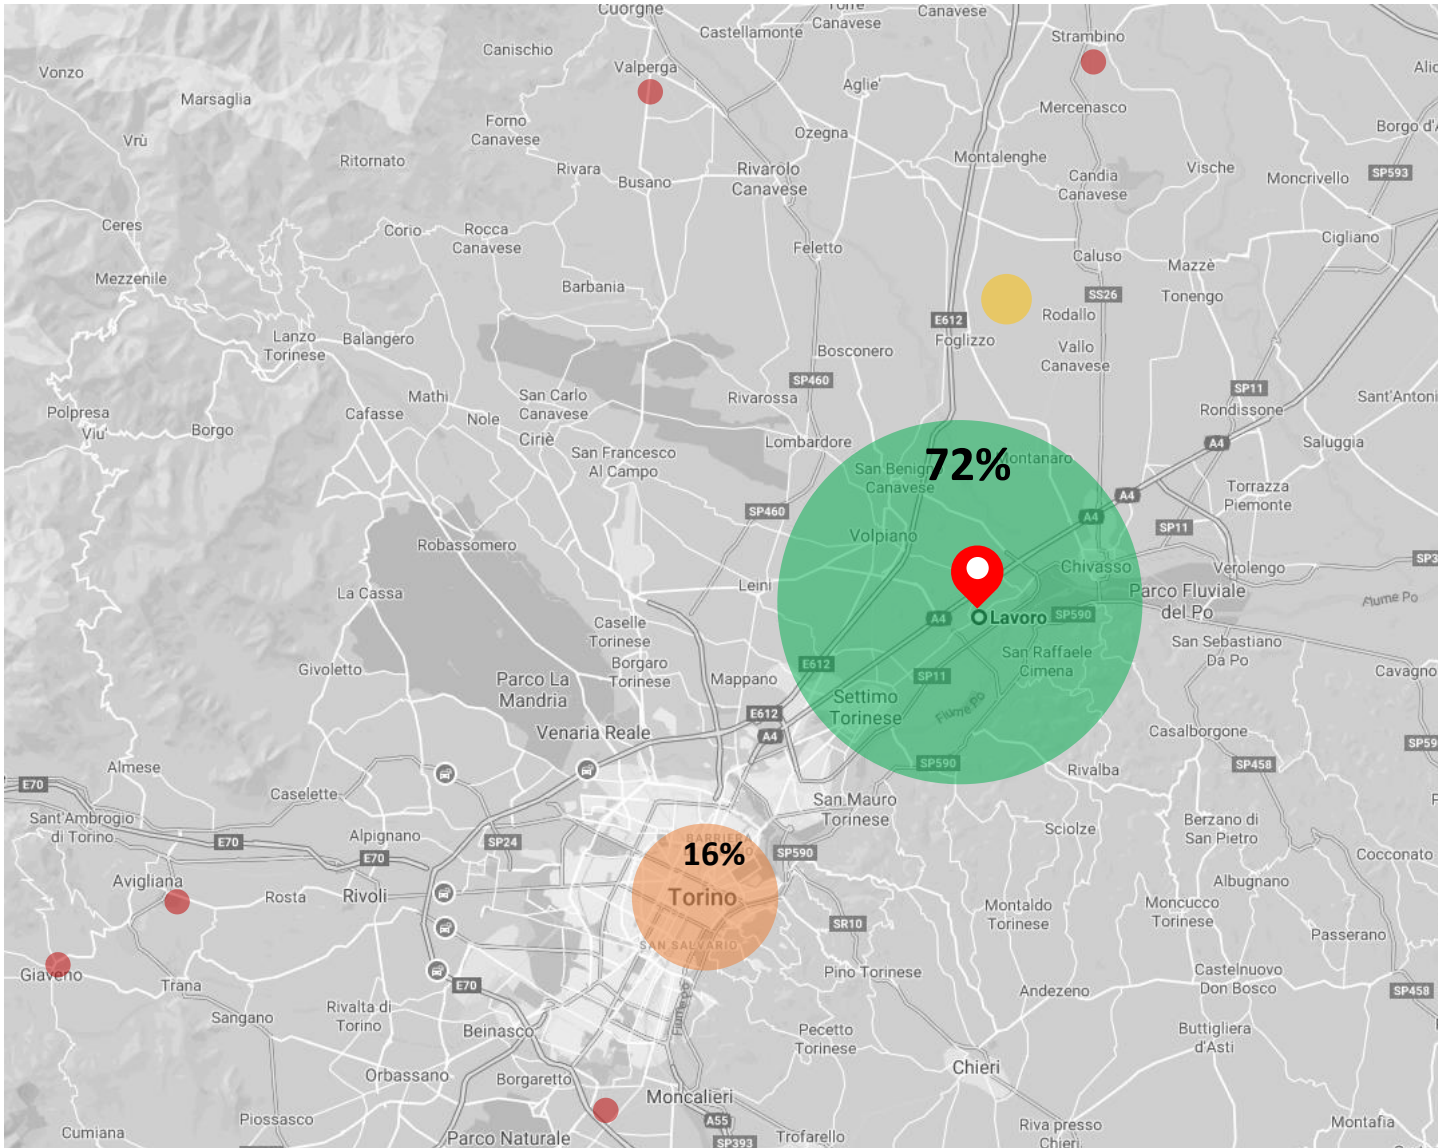 Cuorgnè
Torre
Canavese
Canavese
Castellamonte
Strambino
Canischio
Valperga
Vonzo
Aglie'
Marsaglia
Mercenasco
Forno
Canavese
Ozegna
Borgo d'A
Vrù
Ritornato
Montalenghe
Rivara
Busano
Rivarolo
Canavese
Candia
Canavese
Vische
Moncrivello
SP593
Ceres
Corio
Rocca
Canavese
Feletto
Caluso
Cigliano
Mazzè
Mezzenile
Barbania
SS26
Tonengo
E612
Rodallo
Lanzo
Torinese
Balangero
Foglizzo
Bosconero
Vallo
Canavese
SP460
SP11
Mathi
San Carlo
Canavese
Rivarossa
Sant'Antoni
Polpresa
Viu'
Cafasse
Nole
Rondissone
Borgo
Ciriè
Lombardore
A4
Saluggia
San Francesco
Al Campo
72%
Montanaro
San Benigno
Canavese
Torrazza
Piemonte
A4
SP460
A4
SP11
Robassomero
Volpiano
Chivasso
Verolengo
SP3
Leini
La Cassa
Parco Fluviale
del Po
Fiume Po
Caselle
Torinese
A4
Lavoro
SP590
San Raffaele
Cimena
San Sebastiano
Da Po
Givoletto
Borgaro
Torinese
E612
Mappano
SP11
Cavagno
Parco La
Mandria
Settimo
Torinese
Fiume Po
E612
Venaria Reale
A4
Casalborgone
SP59
Almese
SP590
Rivalba
SP458
E70
Caselette
San Mauro
Torinese
Sant'Ambrogio
di Torino
Alpignano
Sciolze
Berzano di
San Pietro
E70
SP24
BARRIERA
16%
SP590
E70
Cocconato
Avigliana
Rosta
Rivoli
Torino
Albugnano
Montaldo
Torinese
Moncucco
Torinese
SR10
Passerano
SAN SALVARIO
Giaveno
Trana
Pino Torinese
Castelnuovo
Don Bosco
E70
Andezeno
SP458
Sangano
Rivalta di
Torino
Fiume Po
Beinasco
Pecetto
Torinese
Buttigliera
d'Asti
Chieri
Orbassano
Borgaretto
Moncalieri
Piossasco
A55
Cumiana
Parco Naturale
SP393
Trofarello
Riva presso
Chieri
Montafia